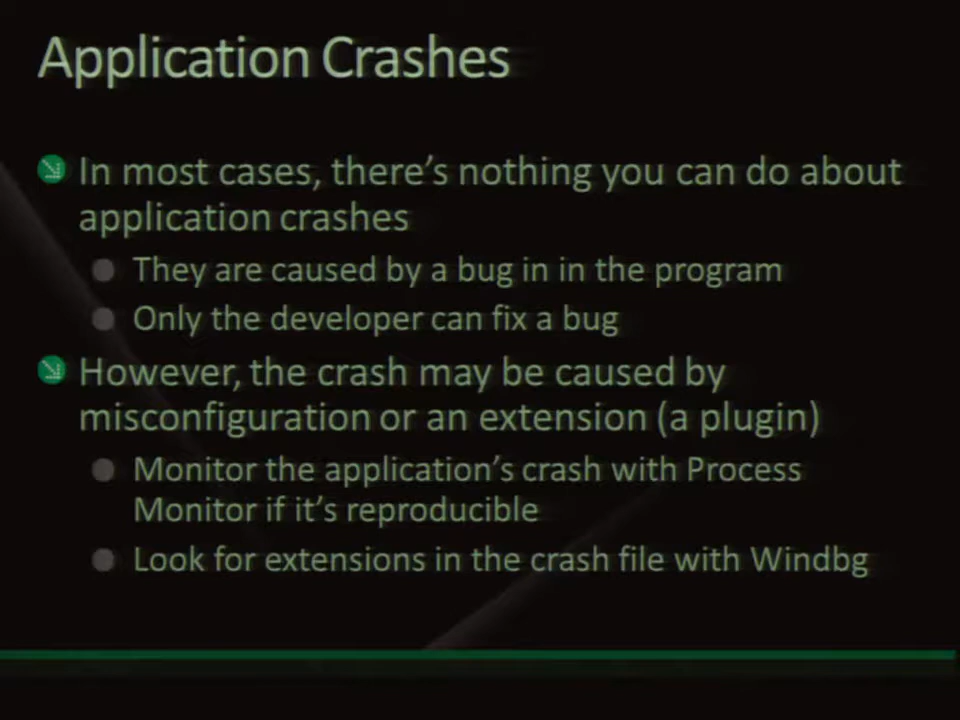 Application Crashes
In most cases, there's nothing you can do about
application crashes
They are caused by a bug in in the program
Only the developer can fix a bug
However, the crash may be caused by
misconfiguration or an extension (a plugin)
Monitor the application's crash with Process
Monitor if it's reproducible
Look for extensions in the crash file with Windbg